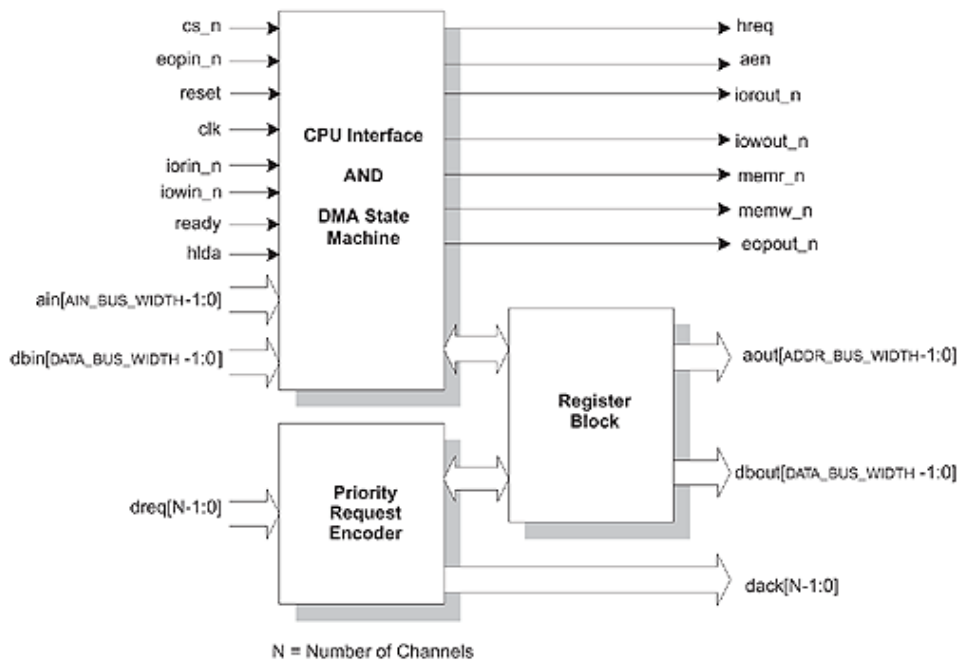 cs_n
eopin_n
reset
clk
iorin_n
iowin_n
ready
hlda
ain[AIN_BUS_WIDTH-1:0]
dbin[DATA_BUS_WIDTH -1:0]
CPU Interface
AND
DMA State
Machine
hreq
aen
iorout_n
iowout_n
memr_n
memw_n
eopout_n
Register
Block
aout[ADDR_BUS_WIDTH-1:0]
dbout[DATA_BUS_WIDTH -1:0]
dreq[N-1:0]
Priority
Request
Encoder
dack[N-1:0]
N = Number of Channels